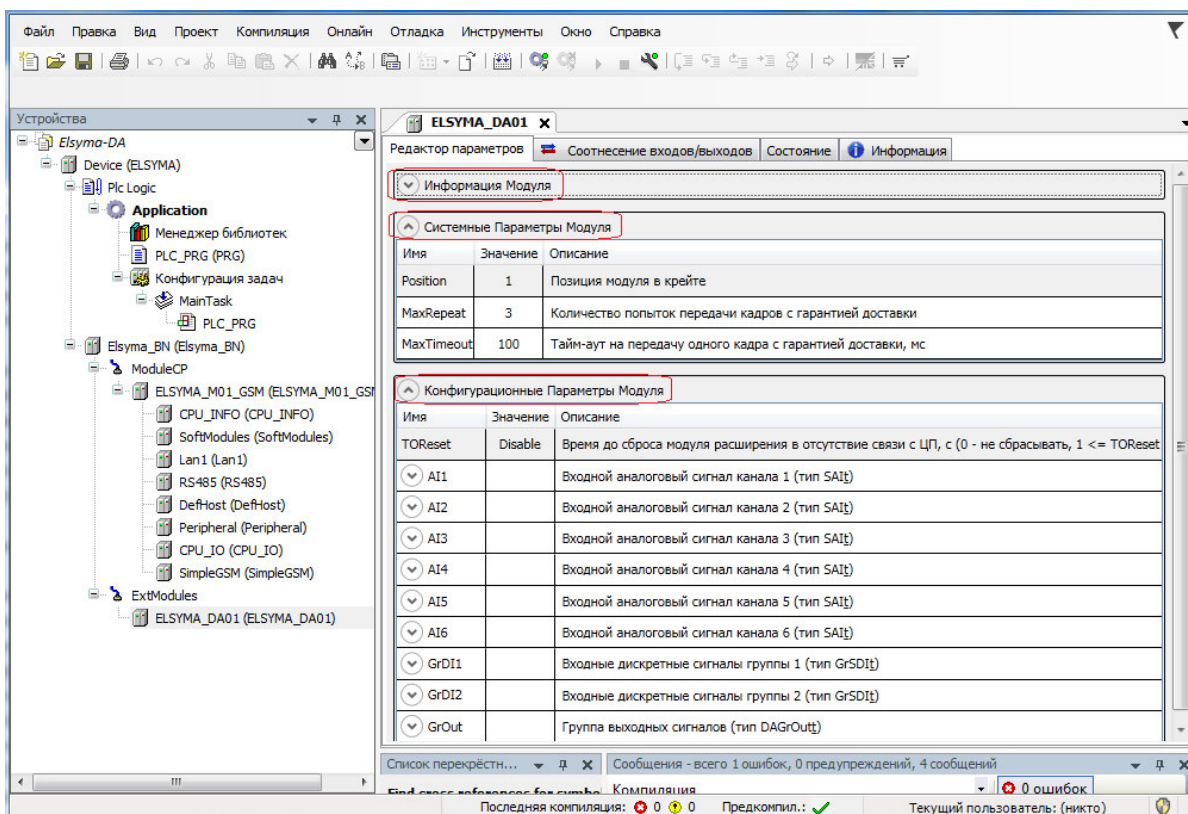 Файл Правка Вид Проект Компиляция Онлайн Отладка Инструменты Окно Справка
Устройства
Elsyma-DA
Device (ELSYMA)
Plc Logic
Application
Менеджер библиотек
PLC_PRG (PRG)
Конфигурация задач
MainTask
PLC_PRG
Elsyma_BN (Elsyma_BN)
ModuleCP
ELSYMA_M01_GSM (ELSYMA_M01_GSM
CPU_INFO (CPU_INFO)
SoftModules (SoftModules)
Lan1 (Lan1)
RS485 (RS485)
DefHost (DefHost)
Peripheral (Peripheral)
CPU_IO (CPU_IO)
SimpleGSM (SimpleGSM)
ExtModules
ELSYMA_DA01 (ELSYMA_DA01)
ELSYMA_DA01
Редактор параметров Соотнесение входов/выходов Состояние Информация
Информация Модуля
Системные Параметры Модуля
Имя Значение Описание
Position 1 Позиция модуля в крейте
MaxRepeat 3 Количество попыток передачи кадров с гарантией доставки
MaxTimeout 100 Тайм-аут на передачу одного кадра с гарантией доставки, мс
Конфигурационные Параметры Модуля
Имя Значение Описание
TOReset Disable Время до сброса модуля расширения в отсутствие связи с ЦП, с (0 - не сбрасывать, 1 <= TOReset
AI1 Входной аналоговый сигнал канала 1 (тип SAIt)
AI2 Входной аналоговый сигнал канала 2 (тип SAIt)
AI3 Входной аналоговый сигнал канала 3 (тип SAIt)
AI4 Входной аналоговый сигнал канала 4 (тип SAIt)
AI5 Входной аналоговый сигнал канала 5 (тип SAIt)
AI6 Входной аналоговый сигнал канала 6 (тип SAIt)
GrDI1 Входные дискретные сигналы группы 1 (тип GrSDIt)
GrDI2 Входные дискретные сигналы группы 2 (тип GrSDIt)
GrOut Группа выходных сигналов (тип DAGrOutt)
Список перекрёстн... Сообщения - всего 1 ошибок, 0 предупреждений, 4 сообщений
Find cross references for symbo Компиляция 0 ошибок
Последняя компиляция: 0 0 Предкомпил.: Текущий пользователь: (никто)